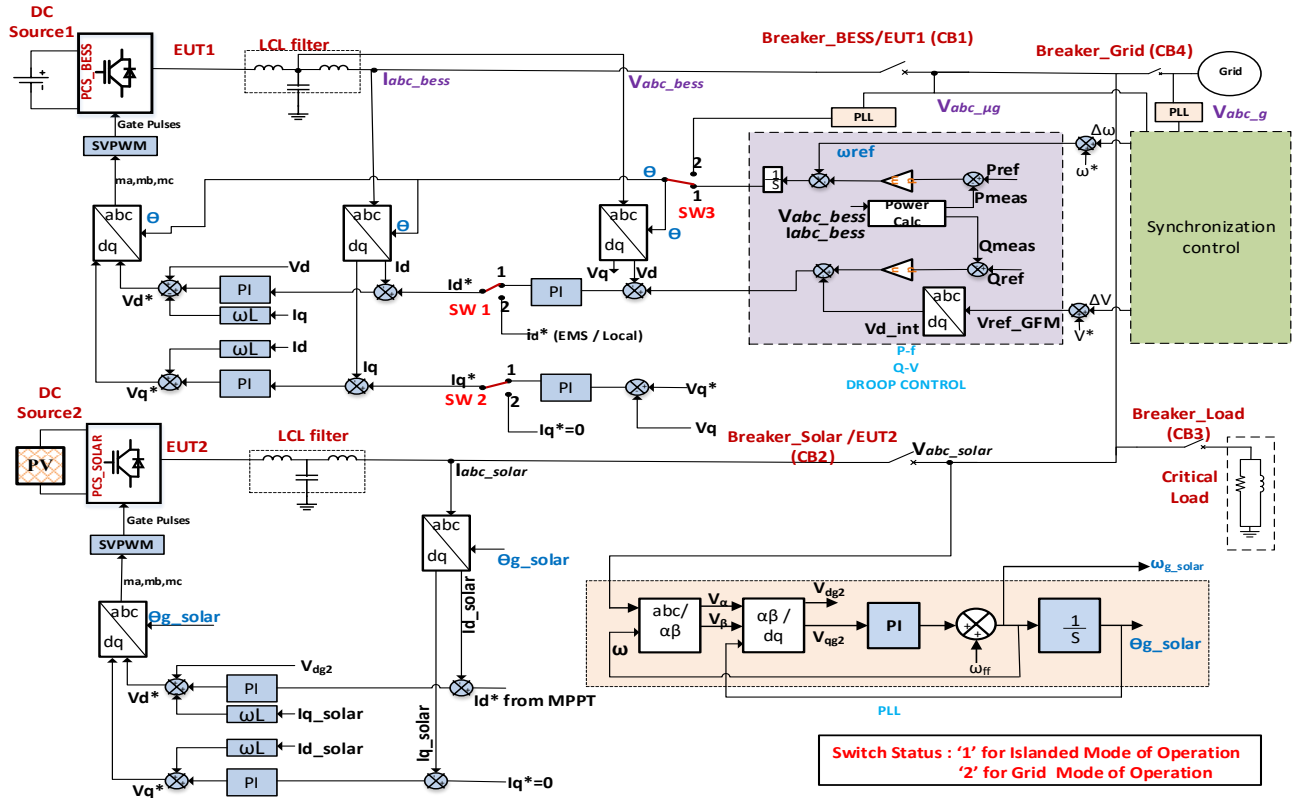 DC
Source1
PCS_BESS
EUT1
LCL filter
Iabc_bess
Vabc_bess
Breaker_BESS/EUT1 (CB1)
Breaker_Grid (CB4)
Grid
Vabc_μg
Vabc_g
PLL
PLL
Gate Pulses
SVPWM
ma,mb,mc
abc
dq
ϴ
abc
dq
ϴ
abc
dq
ϴ
ϴ
2
1
SW3
1
S
ωref
Pref
Pmeas
Vabc_bess
Iabc_bess
Power
Calc
Qmeas
Qref
abc
dq
Vd_int
Vref_GFM
P-f
Q-V
DROOP CONTROL
Δω
ω*
ΔV
V*
Synchronization
control
Vd
Vd*
PI
ωL
Iq
Id
Id*
SW 1
1
2
id* (EMS / Local)
PI
Vq
Vd
ωL
Id
Vq*
PI
Iq
Iq*
SW 2
1
2
Iq*=0
PI
Vq*
Vq
DC
Source2
PV
PCS_SOLAR
EUT2
LCL filter
Iabc_solar
Breaker_Solar /EUT2
(CB2)
Vabc_solar
Breaker_Load
(CB3)
Critical
Load
Gate Pulses
SVPWM
ma,mb,mc
abc
dq
ϴg_solar
abc
dq
ϴg_solar
Id_solar
Iq_solar
Vdg2
Vd*
PI
ωL
Iq_solar
Id* from MPPT
ωL
Id_solar
Vq*
PI
Iq*=0
abc/
αβ
ω
Vα
Vβ
αβ /
dq
Vdg2
Vqg2
PI
ωff
1
S
ωg_solar
ϴg_solar
PLL
Switch Status : ‘1’ for Islanded Mode of Operation
‘2’ for Grid Mode of Operation